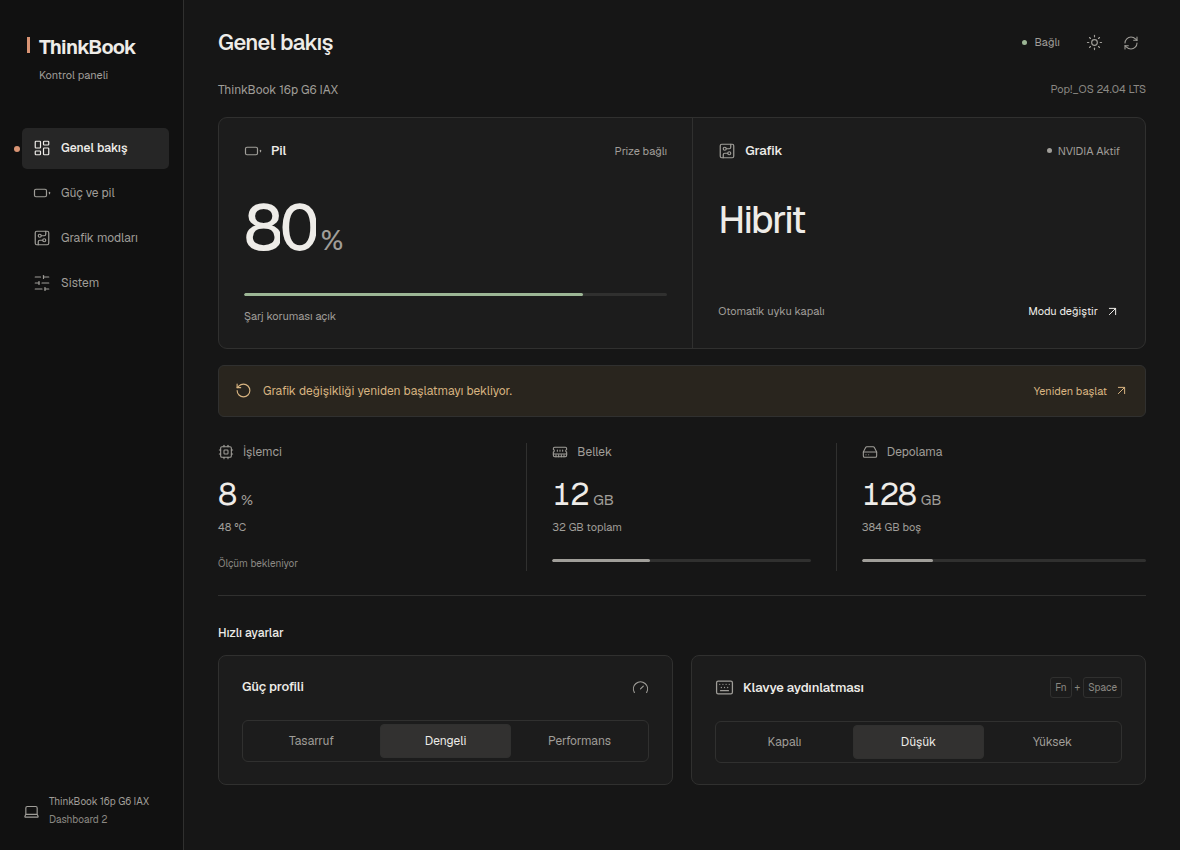 ThinkBook
Kontrol paneli
Genel bakış
Güç ve pil
Grafik modları
Sistem
ThinkBook 16p G6 IAX
Dashboard 2
Genel bakış
Bağlı
ThinkBook 16p G6 IAX
Pop!_OS 24.04 LTS
Pil
Prize bağlı
80%
Şarj koruması açık
Grafik
NVIDIA Aktif
Hibrit
Otomatik uyku kapalı
Modu değiştir
Grafik değişikliği yeniden başlatmayı bekliyor.
Yeniden başlat
İşlemci
8 %
48 °C
Ölçüm bekleniyor
Bellek
12 GB
32 GB toplam
Depolama
128 GB
384 GB boş
Hızlı ayarlar
Güç profili
Tasarruf
Dengeli
Performans
Klavye aydınlatması
Fn + Space
Kapalı
Düşük
Yüksek